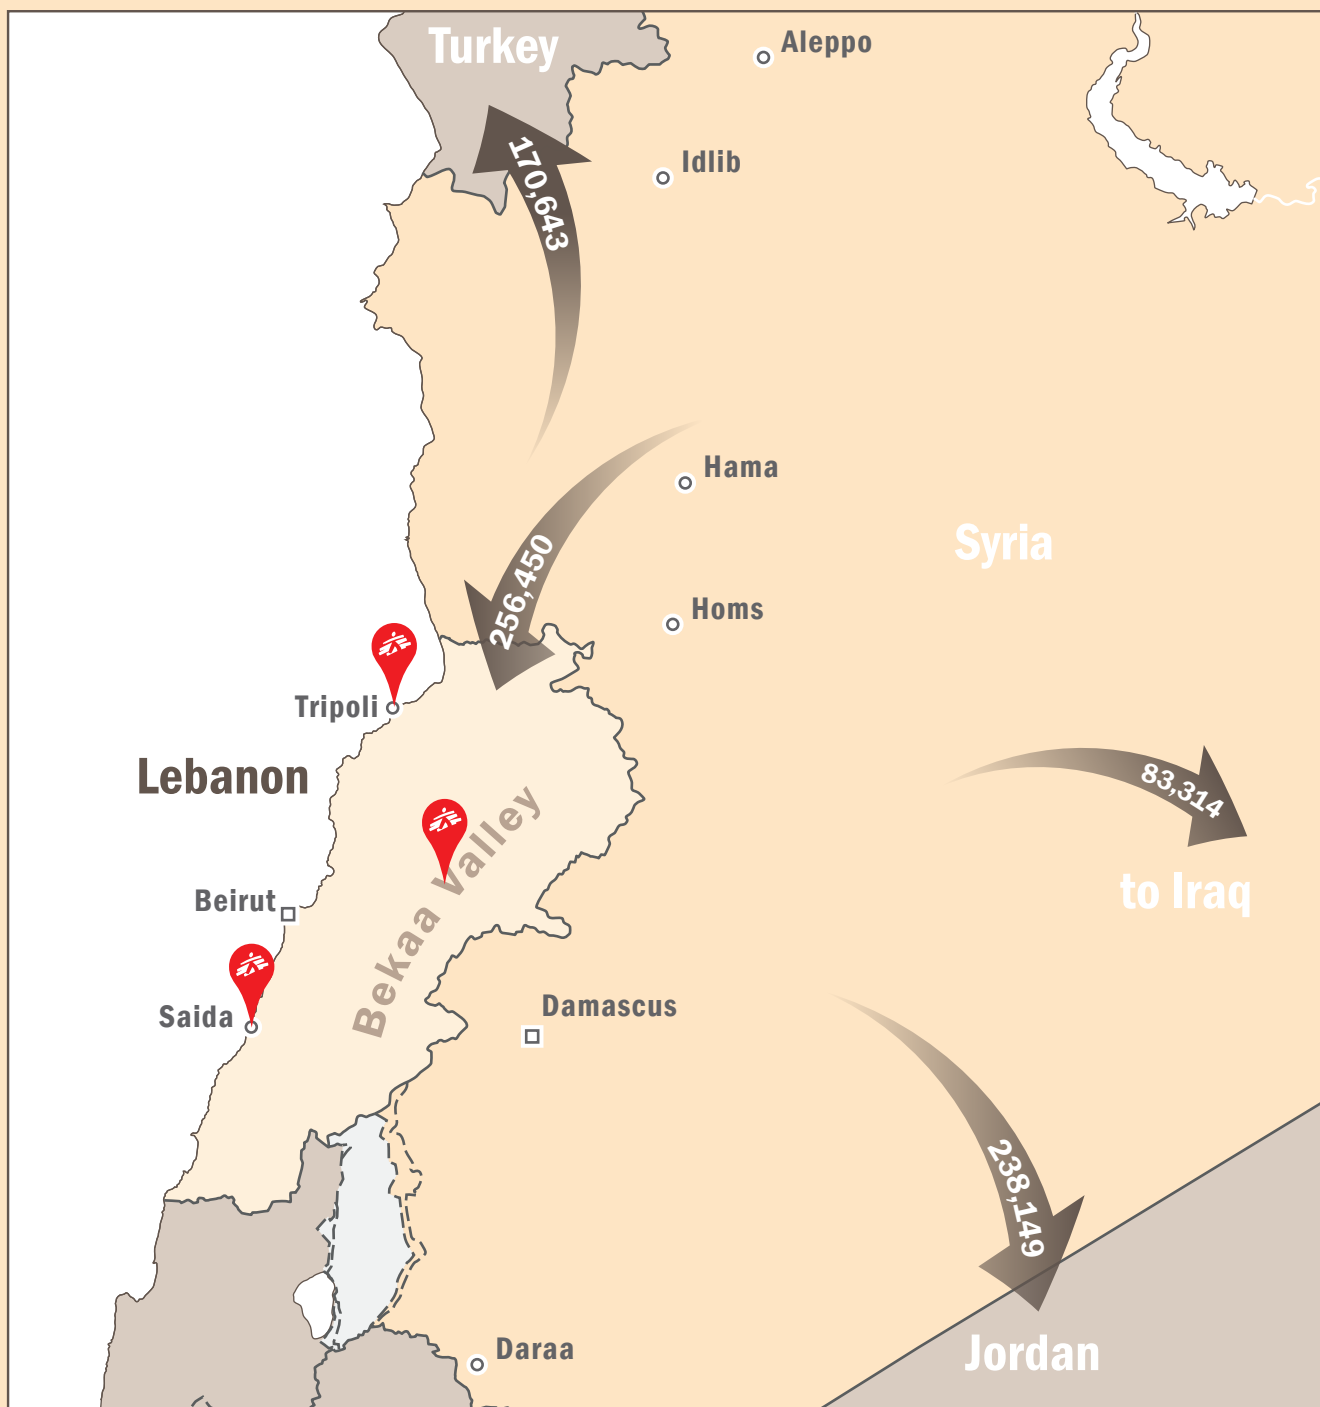 Turkey
Aleppo
170,643
Idlib
Hama
Syria
256,450
Homs
Tripoli
Lebanon
83,314
Bekaa Valley
to Iraq
Beirut
Saida
Damascus
238,149
Daraa
Jordan